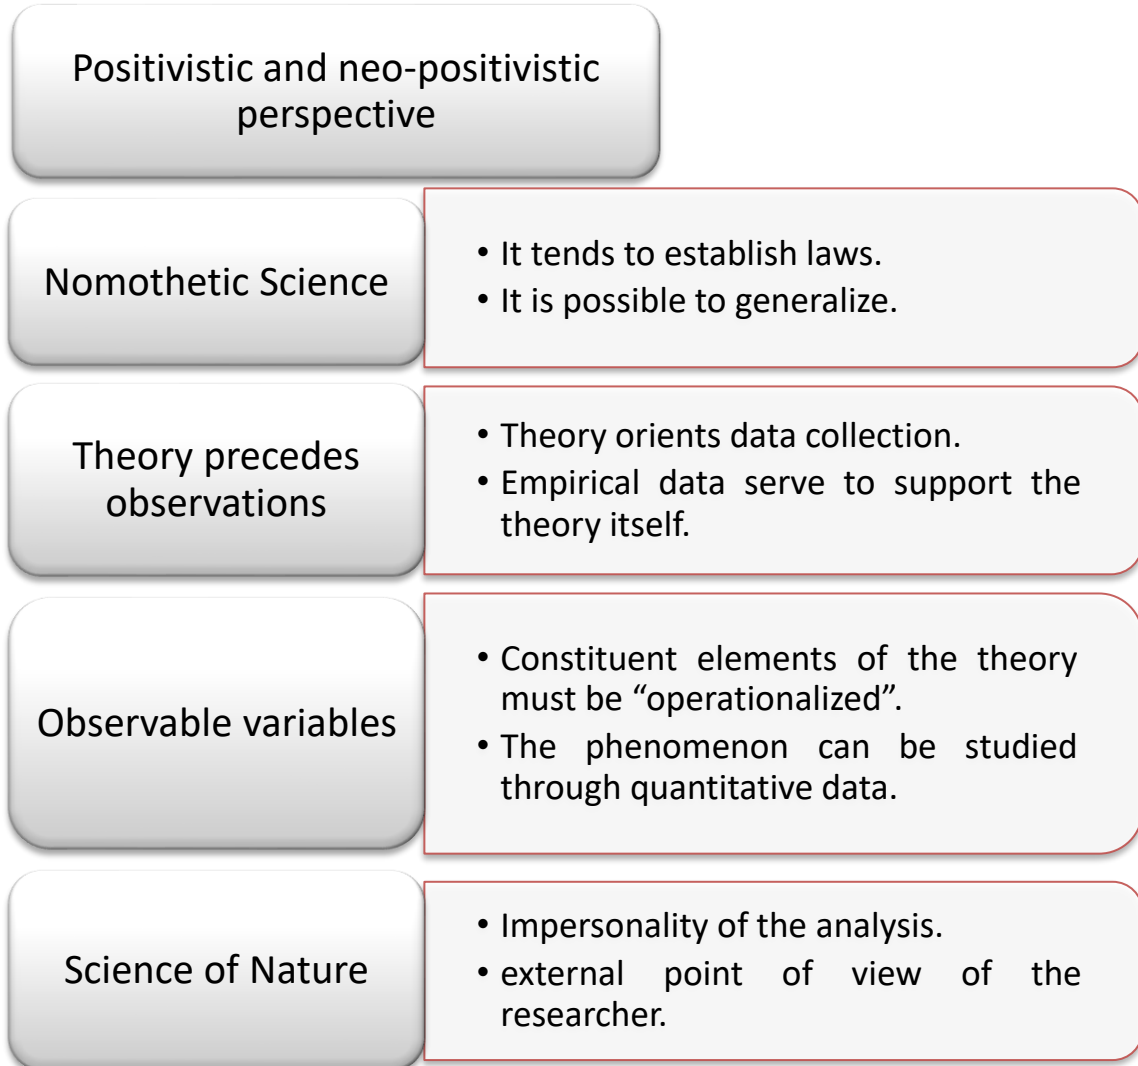 Positivistic and neo-positivistic
perspective
Nomothetic Science
• It tends to establish laws.
• It is possible to generalize.
Theory precedes
observations
• Theory orients data collection.
• Empirical data serve to support the
theory itself.
Observable variables
• Constituent elements of the theory
must be “operationalized”.
• The phenomenon can be studied
through quantitative data.
Science of Nature
• Impersonality of the analysis.
• external point of view of the
researcher.